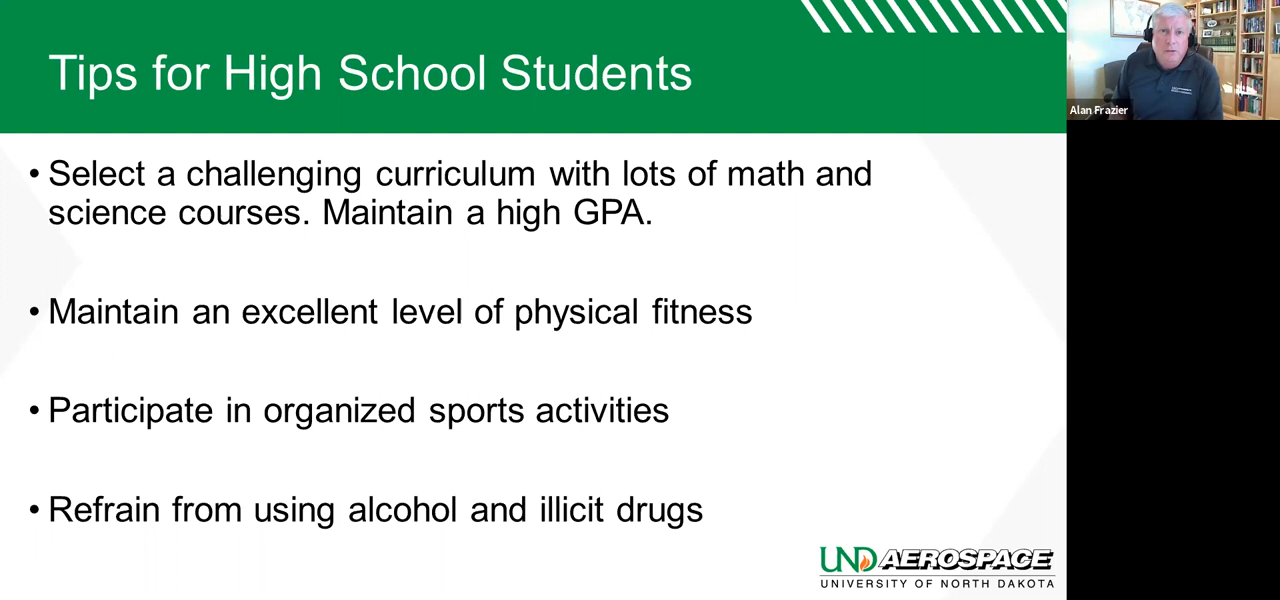 Tips for High School Students
Alan Frazier
• Select a challenging curriculum with lots of math and
science courses. Maintain a high GPA.
• Maintain an excellent level of physical fitness
• Participate in organized sports activities
• Refrain from using alcohol and illicit drugs
UND AEROSPACE
UNIVERSITY OF NORTH DAKOTA